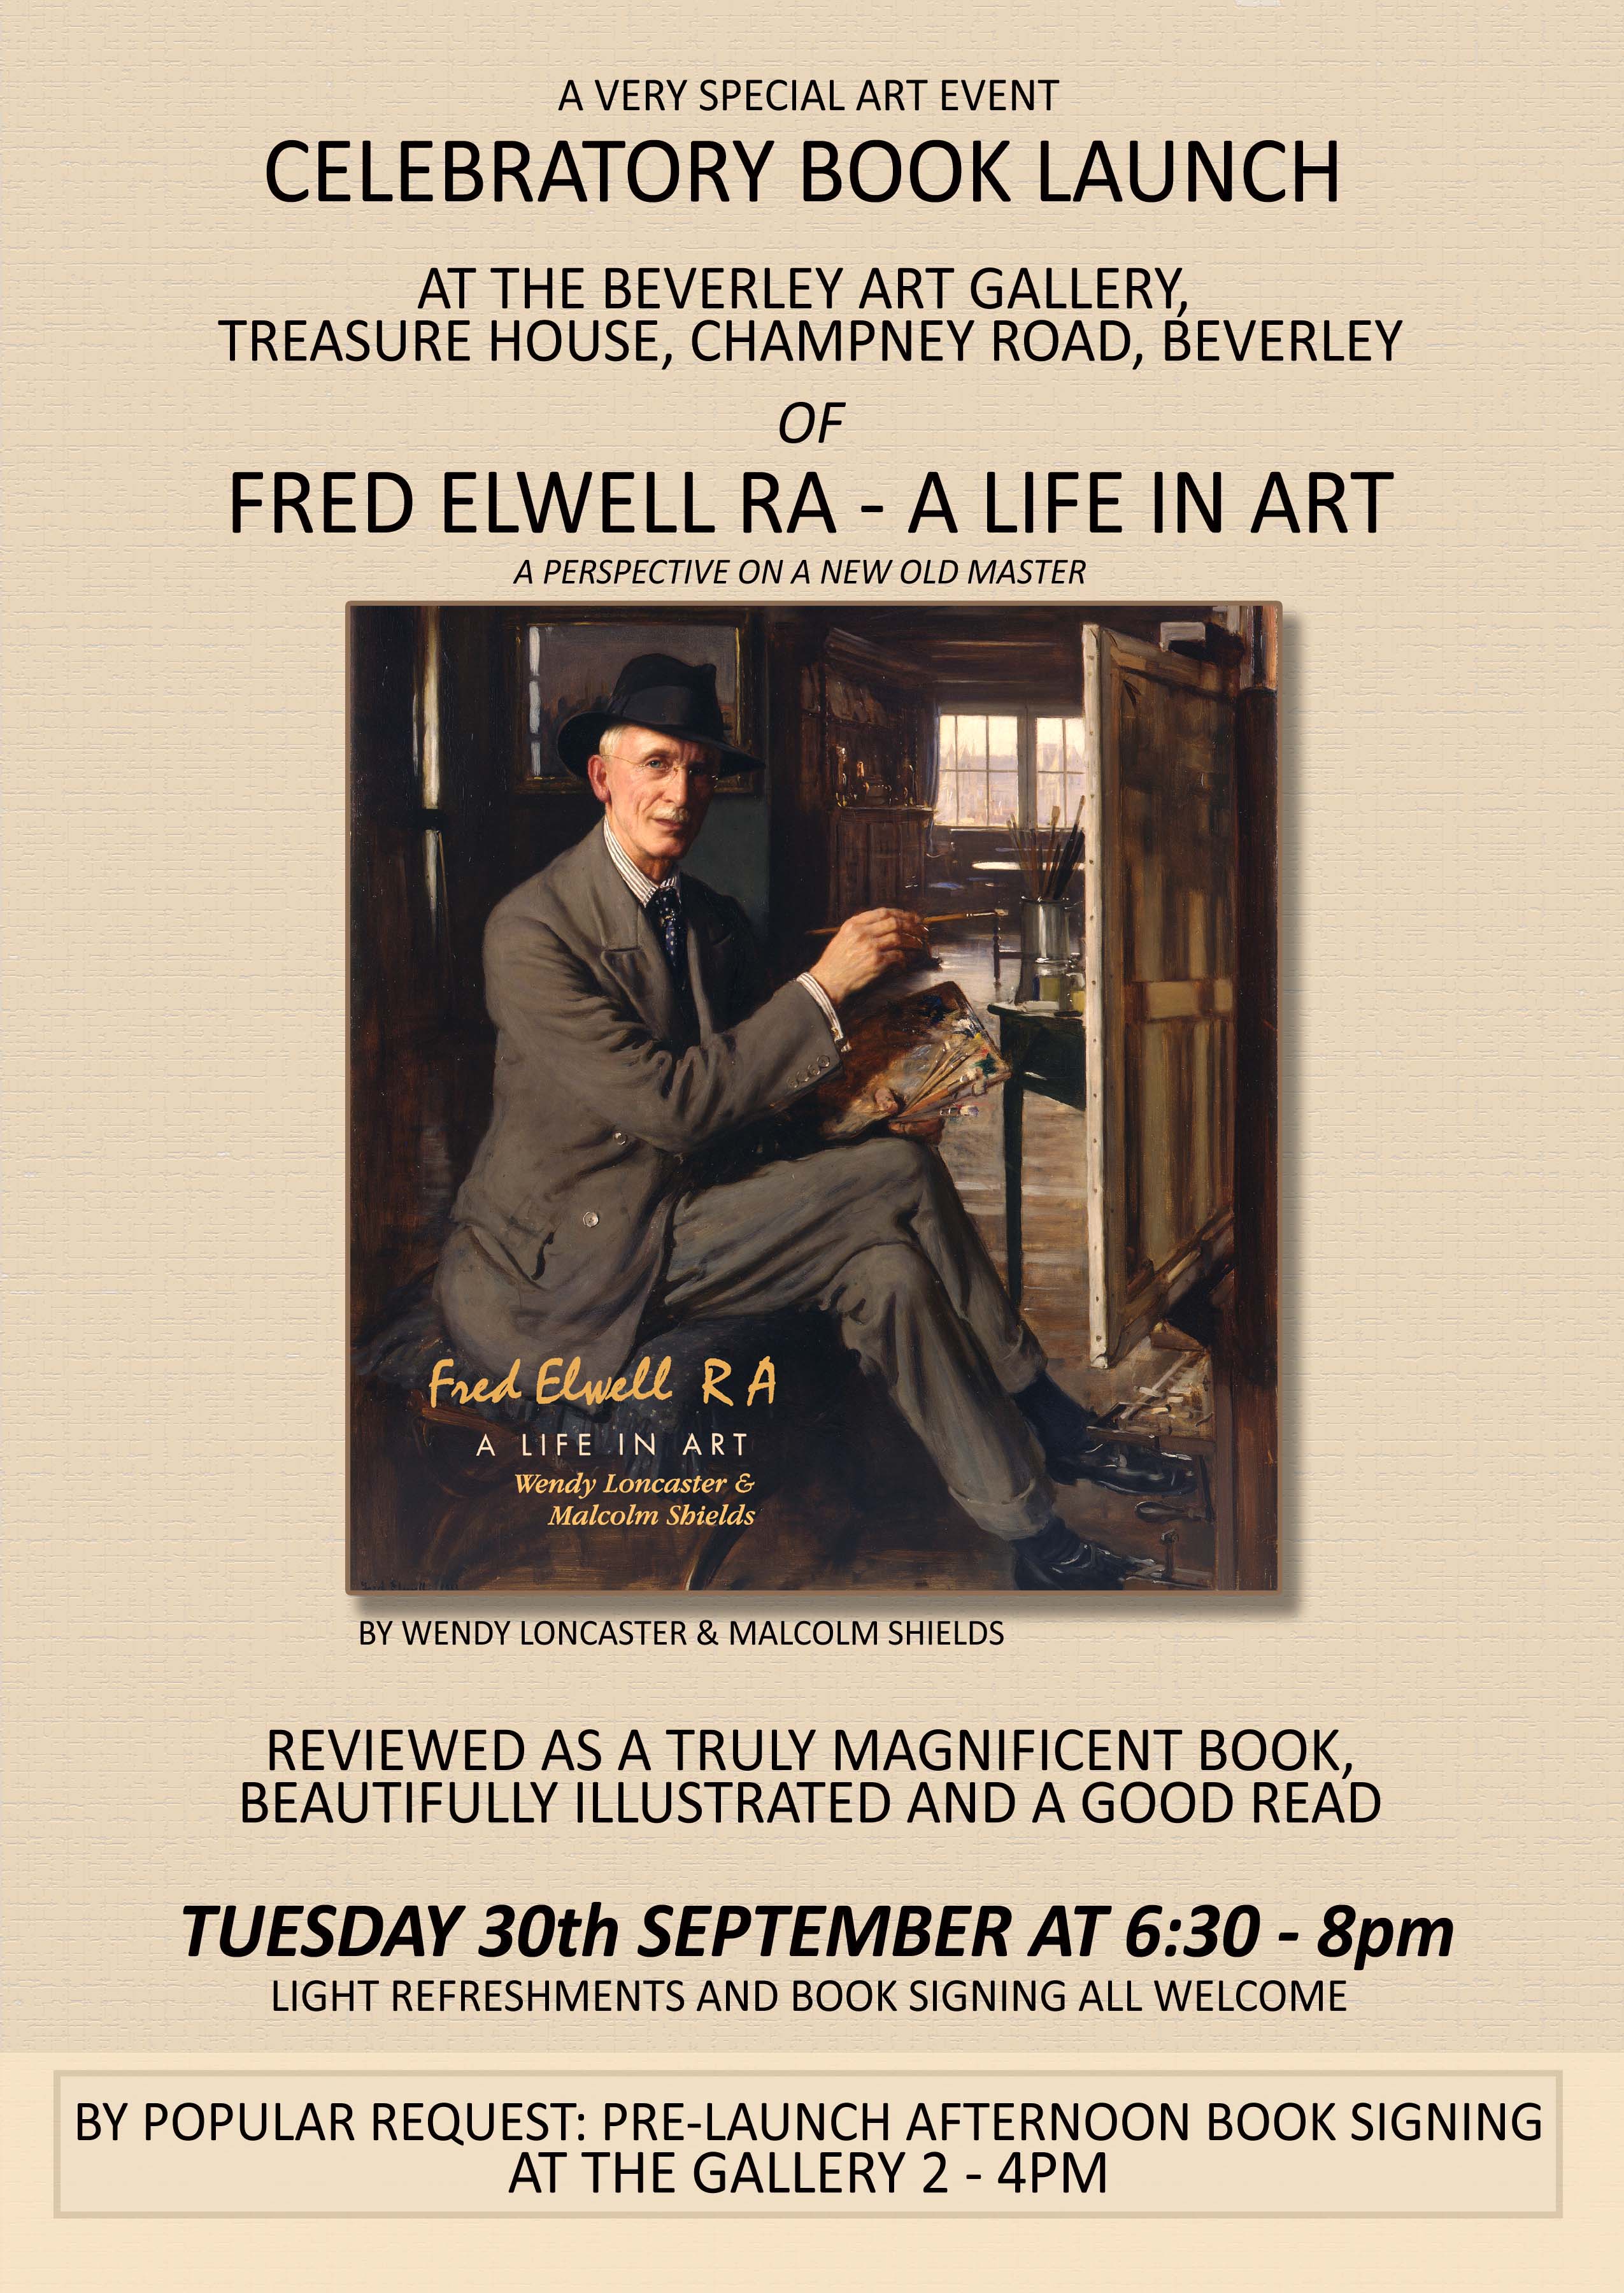 A VERY SPECIAL ART EVENT
CELEBRATORY BOOK LAUNCH
AT THE BEVERLEY ART GALLERY,
TREASURE HOUSE, CHAMPNEY ROAD, BEVERLEY
OF
FRED ELWELL RA - A LIFE IN ART
A PERSPECTIVE ON A NEW OLD MASTER
Fred Elwell RA
A LIFE IN ART
Wendy Loncaster &
Malcolm Shields
BY WENDY LONCASTER & MALCOLM SHIELDS
REVIEWED AS A TRULY MAGNIFICENT BOOK,
BEAUTIFULLY ILLUSTRATED AND A GOOD READ
TUESDAY 30th SEPTEMBER AT 6:30 - 8pm
LIGHT REFRESHMENTS AND BOOK SIGNING ALL WELCOME
BY POPULAR REQUEST: PRE-LAUNCH AFTERNOON BOOK SIGNING
AT THE GALLERY 2 - 4PM